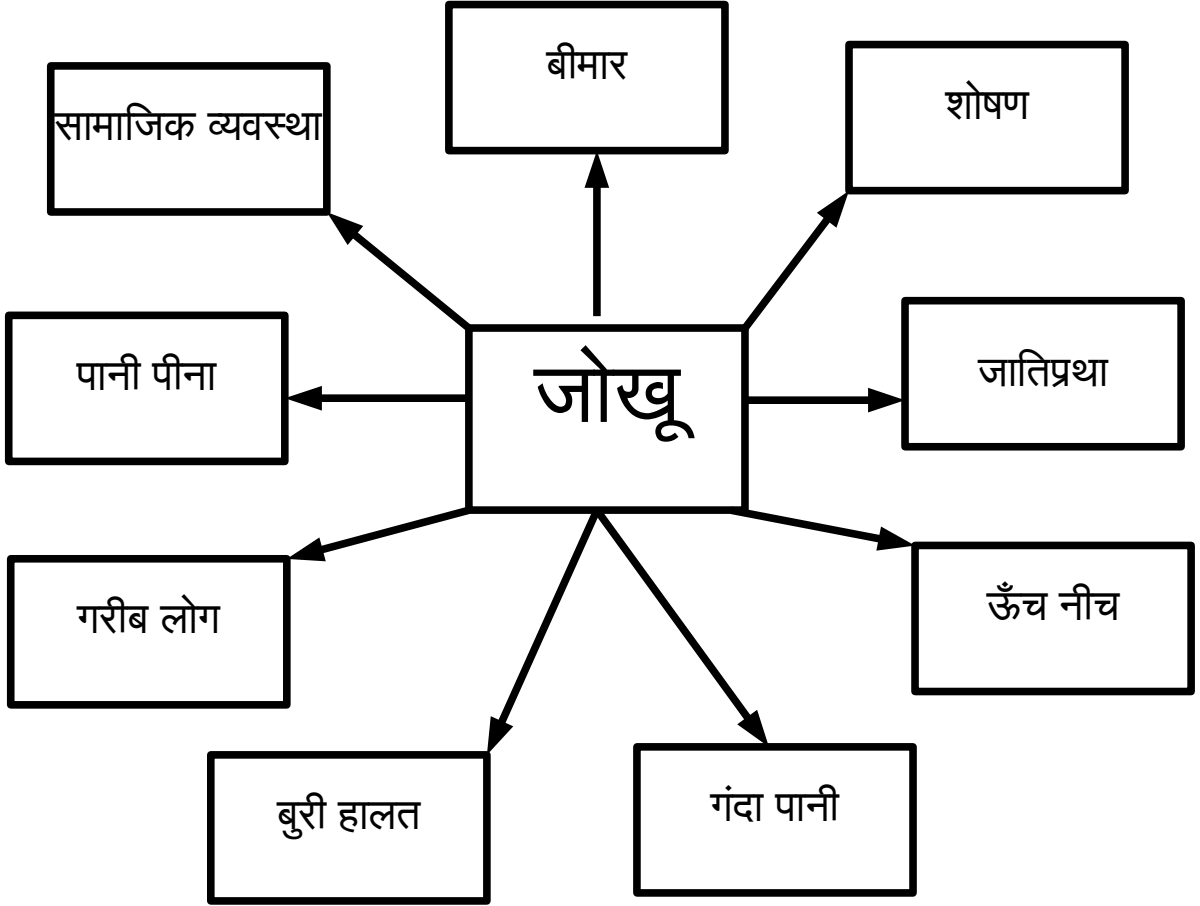 बीमार
शोषण
सामाजिक व्यवस्था
जोखू
पानी पीना
जातिप्रथा
गरीब लोग
ऊँच नीच
बुरी हालत
गंदा पानी